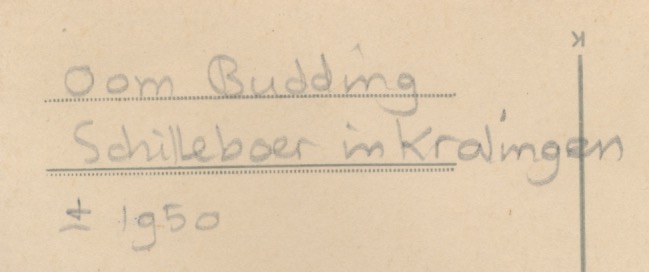 Oom Budding
Schilleboer in Kralingen
± 1950
K